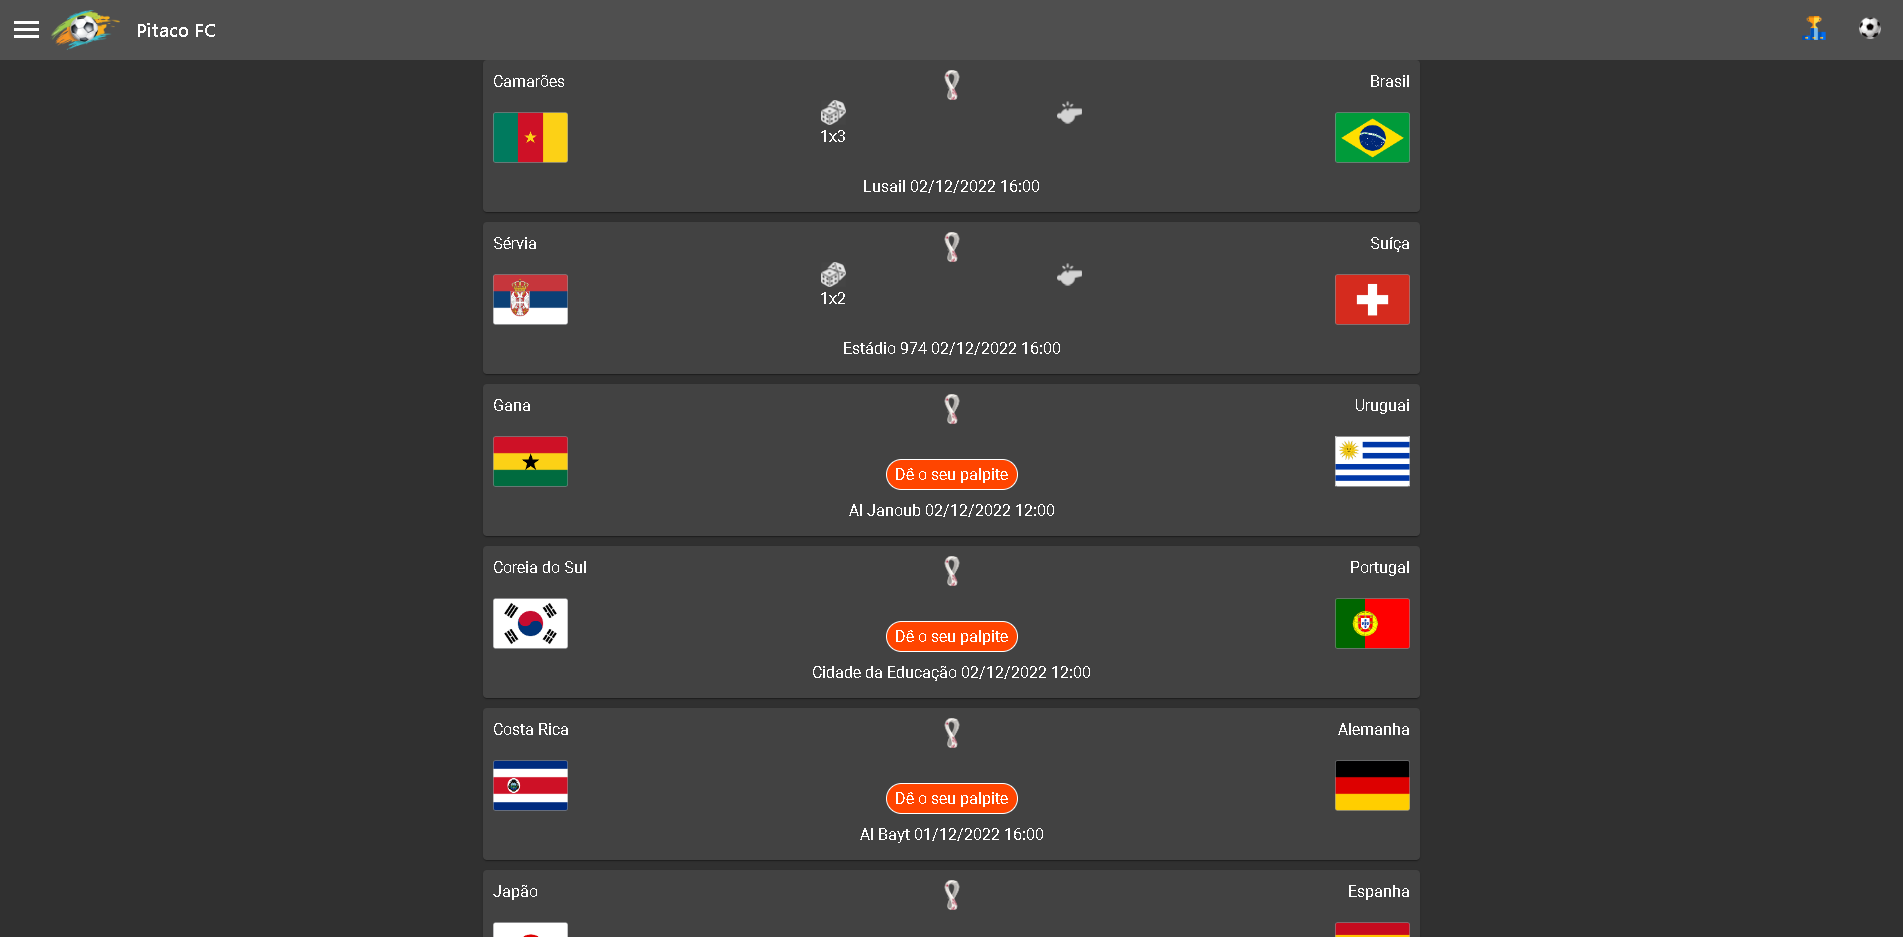 Pitaco FC
Camarões
Brasil
1x3
Lusail 02/12/2022 16:00
Sérvia
Suíça
1x2
Estádio 974 02/12/2022 16:00
Gana
Uruguai
Dê o seu palpite
Al Janoub 02/12/2022 12:00
Coreia do Sul
Portugal
Dê o seu palpite
Cidade da Educação 02/12/2022 12:00
Costa Rica
Alemanha
Dê o seu palpite
Al Bayt 01/12/2022 16:00
Japão
Espanha